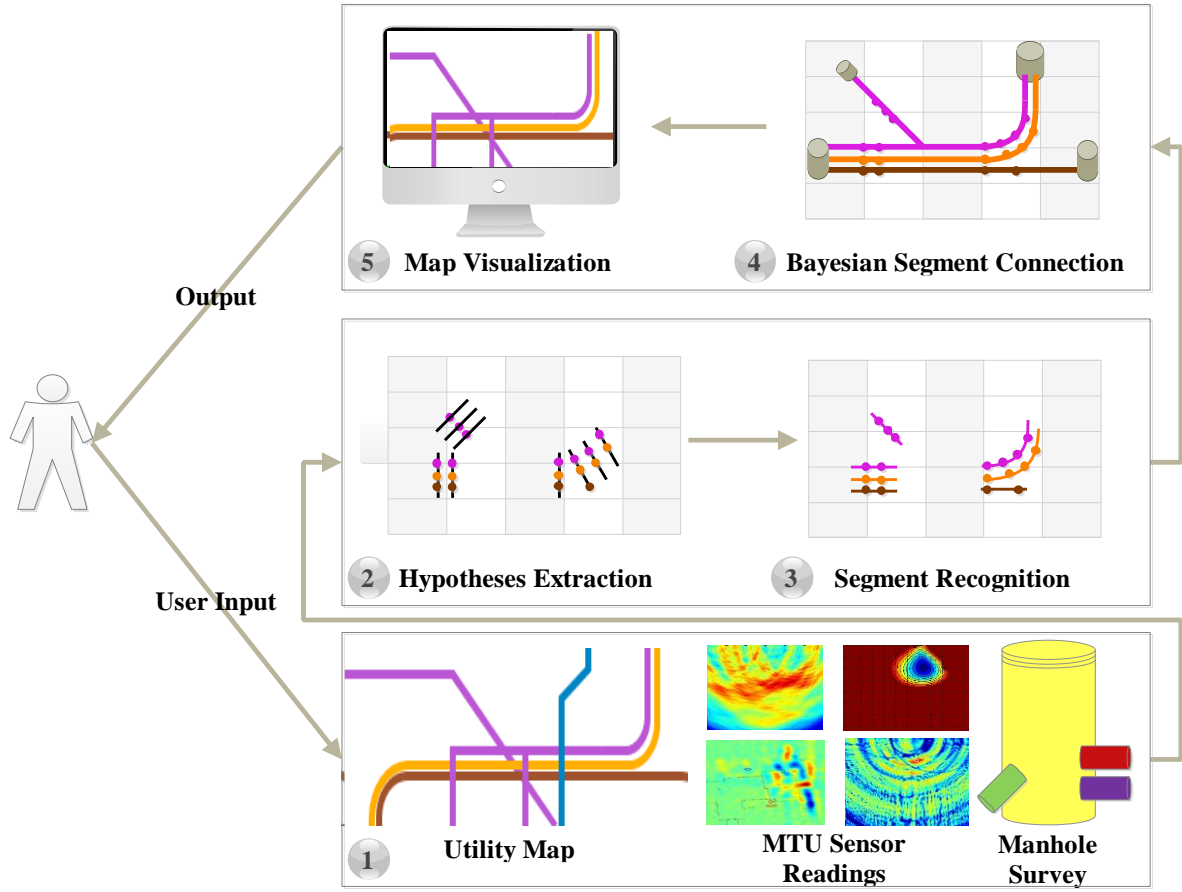 5 Map Visualization
4 Bayesian Segment Connection
Output
2 Hypotheses Extraction
3 Segment Recognition
User Input
1
Utility Map
MTU Sensor
Readings
Manhole
Survey